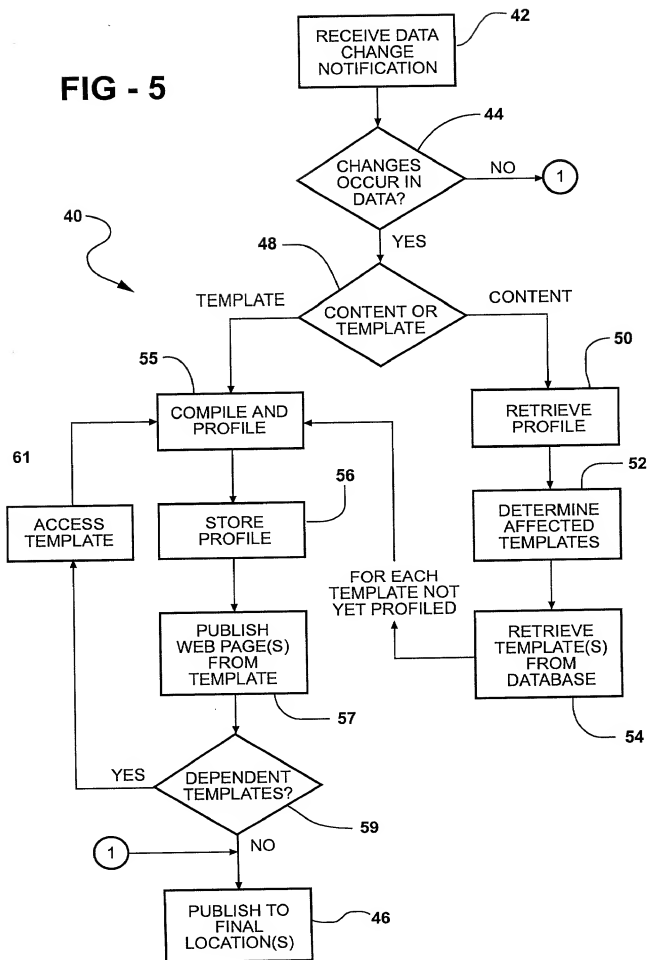 FIG - 5
RECEIVE DATA
CHANGE
NOTIFICATION
42
44
CHANGES
OCCUR IN
DATA?
NO
1
YES
40
48
CONTENT OR
TEMPLATE
TEMPLATE
CONTENT
55
COMPILE AND
PROFILE
50
RETRIEVE
PROFILE
61
ACCESS
TEMPLATE
56
STORE
PROFILE
52
DETERMINE
AFFECTED
TEMPLATES
FOR EACH
TEMPLATE NOT
YET PROFILED
PUBLISH
WEB PAGE(S)
FROM
TEMPLATE
57
RETRIEVE
TEMPLATE(S)
FROM
DATABASE
54
YES
DEPENDENT
TEMPLATES?
59
NO
1
PUBLISH TO
FINAL
LOCATION(S)
46